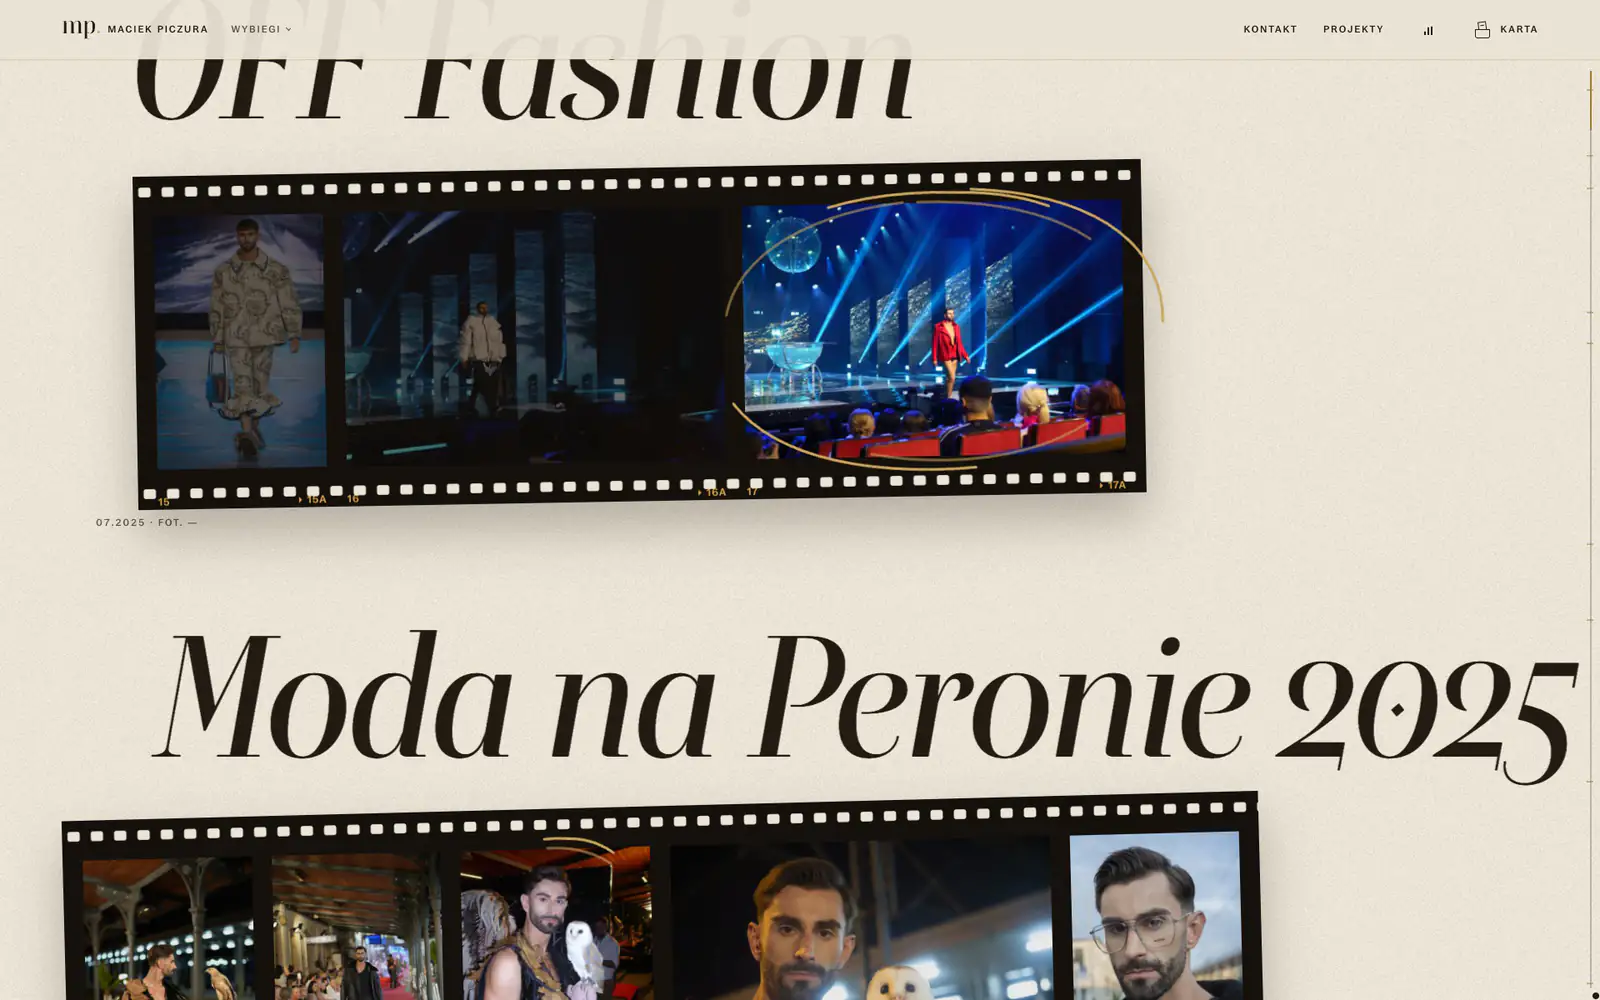 mp. MACIEK PICZURA WYBIEGI KONTAKT PROJEKTY KARTA
OFF Fashion
15 15A 16 16A 17 17A
07.2025 · FOT. —
Moda na Peronie 2025